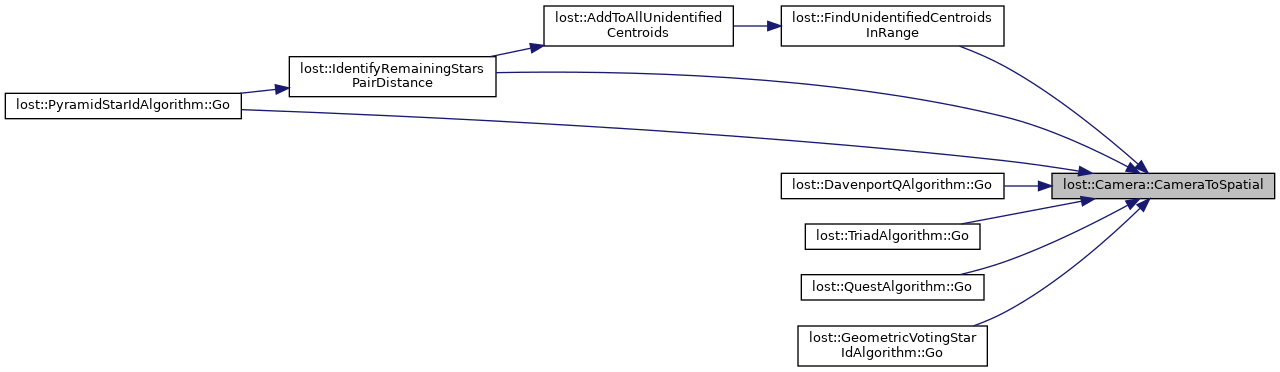 lost::AddToAllUnidentified
Centroids
lost::FindUnidentifiedCentroids
InRange
lost::IdentifyRemainingStars
PairDistance
lost::PyramidStarIdAlgorithm::Go
lost::DavenportQAlgorithm::Go
lost::Camera::CameraToSpatial
lost::TriadAlgorithm::Go
lost::QuestAlgorithm::Go
lost::GeometricVotingStar
IdAlgorithm::Go